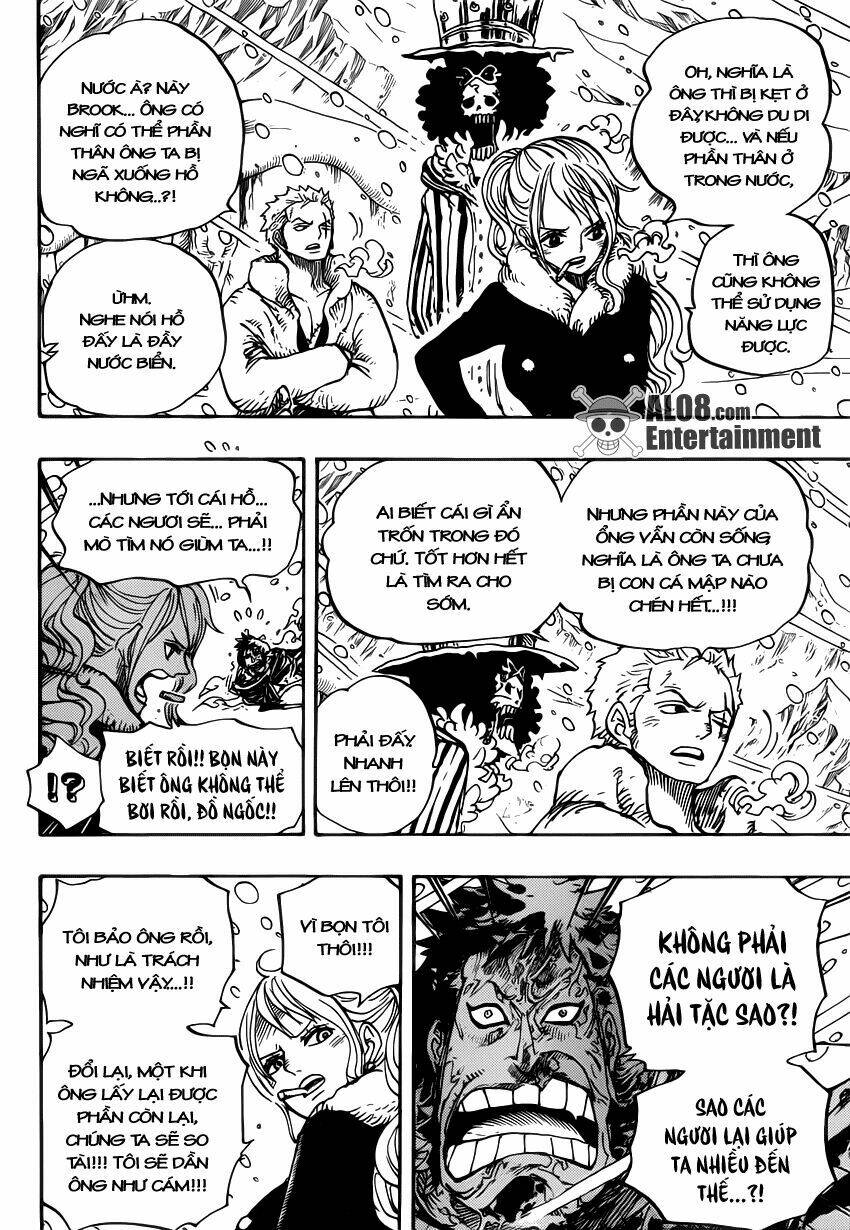 OH, NGHĨA LÀ
ÔNG THÌ BỊ KẸT Ở
ĐÂY, KHÔNG DU DI
ĐƯỢC... VÀ NẾU
PHẦN THÂN Ở
TRONG NƯỚC,
THÌ ÔNG
CŨNG KHÔNG
THỂ SỬ DỤNG
NĂNG LỰC
ĐƯỢC.
NƯỚC À? NÀY
BROOK... ÔNG CÓ
NGHĨ CÓ THỂ PHẦN
THÂN ÔNG TA BỊ
NGÃ XUỐNG HỒ
KHÔNG..?!
ỪHM.
NGHE NÓI HỒ
ĐẤY LÀ ĐẦY
NƯỚC BIỂN.
AL08.com
Entertainment
NHƯNG PHẦN NÀY CỦA
ỔNG VẪN CÒN SỐNG,
NGHĨA LÀ ÔNG TA CHƯA
BỊ CON CÁ MẬP NÀO
CHÉN HẾT...!!!
AI BIẾT CÁI GÌ ẨN
TRỐN TRONG ĐÓ
CHỨ. TỐT HƠN HẾT
LÀ TÌM RA CHO
SỚM.
PHẢI ĐẤY.
NHANH
LÊN THÔI!!
...NHƯNG TỚI CÁI HỒ...
CÁC NGƯƠI SẼ... PHẢI
MÒ TÌM NÓ GIÙM TA...!!
BIẾT RỒI!! BỌN NÀY
BIẾT ÔNG KHÔNG THỂ
BƠI RỒI, ĐỒ NGỐC!!
!?
KHÔNG PHẢI
CÁC NGƯỜI LÀ
HẢI TẶC SAO?!
SAO CÁC
NGƯỜI LẠI GIÚP
TA NHIỀU ĐẾN
THẾ...?!
VÌ BỌN TÔI
THÔI!!!
TÔI BẢO ÔNG RỒI,
NHƯ LÀ TRÁCH
NHIỆM VẬY...!!
ĐỔI LẠI, MỘT KHI
ÔNG LẤY LẠI ĐƯỢC
PHẦN CÒN LẠI,
CHÚNG TA SẼ SO
TÀI!!! TÔI SẼ DẦN
ÔNG NHƯ CÁM!!!